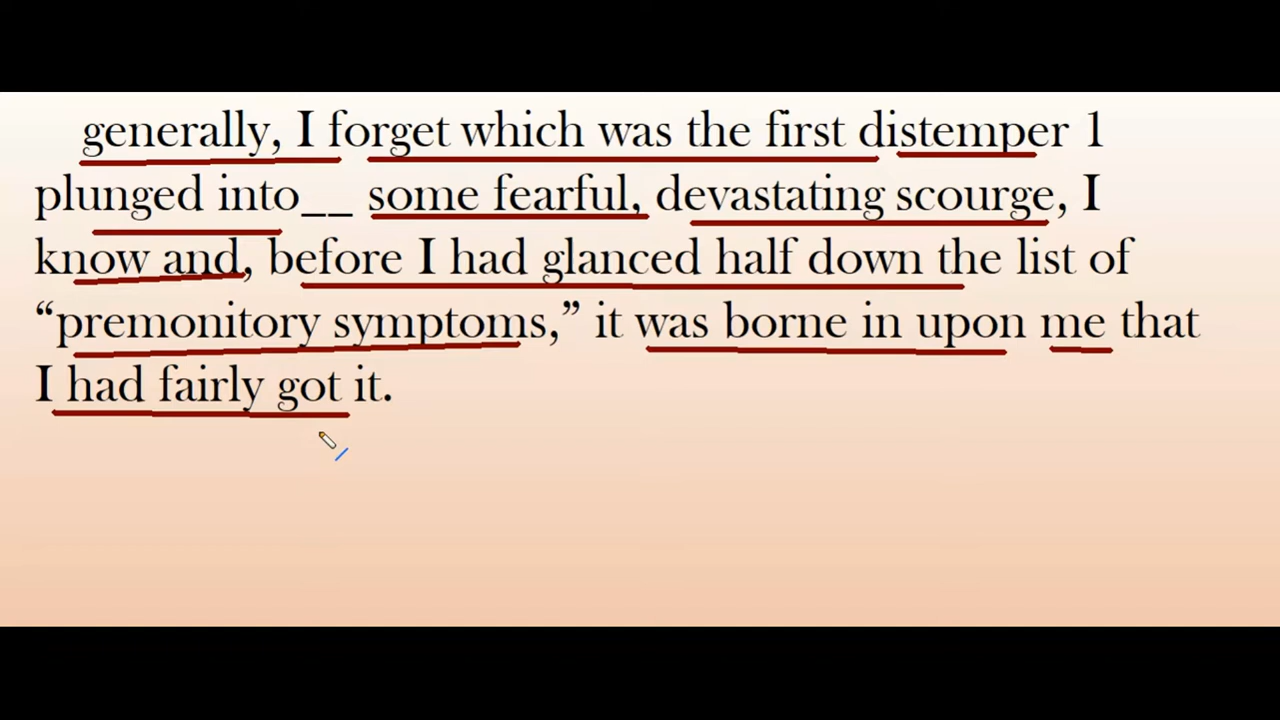 generally, I forget which was the first distemper 1
plunged into__ some fearful, devastating scourge, I
know and, before I had glanced half down the list of
“premonitory symptoms,” it was borne in upon me that
I had fairly got it.